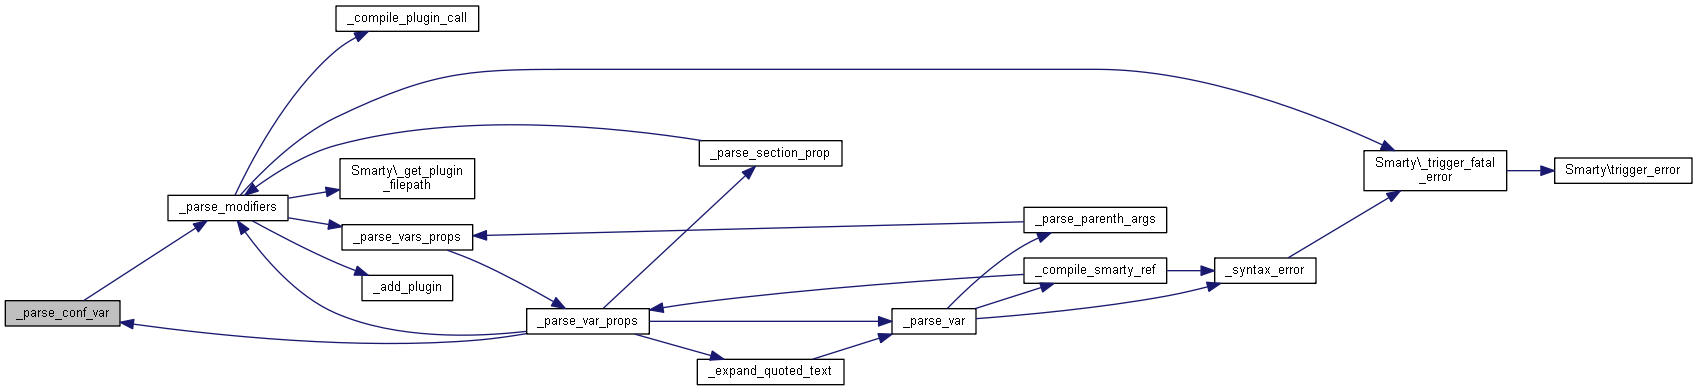 _compile_plugin_call
_parse_section_prop
Smarty\_get_plugin
_filepath
Smarty\_trigger_fatal
_error
Smarty\trigger_error
_parse_modifiers
_parse_parenth_args
_parse_vars_props
_compile_smarty_ref
_syntax_error
_add_plugin
_parse_conf_var
_parse_var_props
_parse_var
_expand_quoted_text